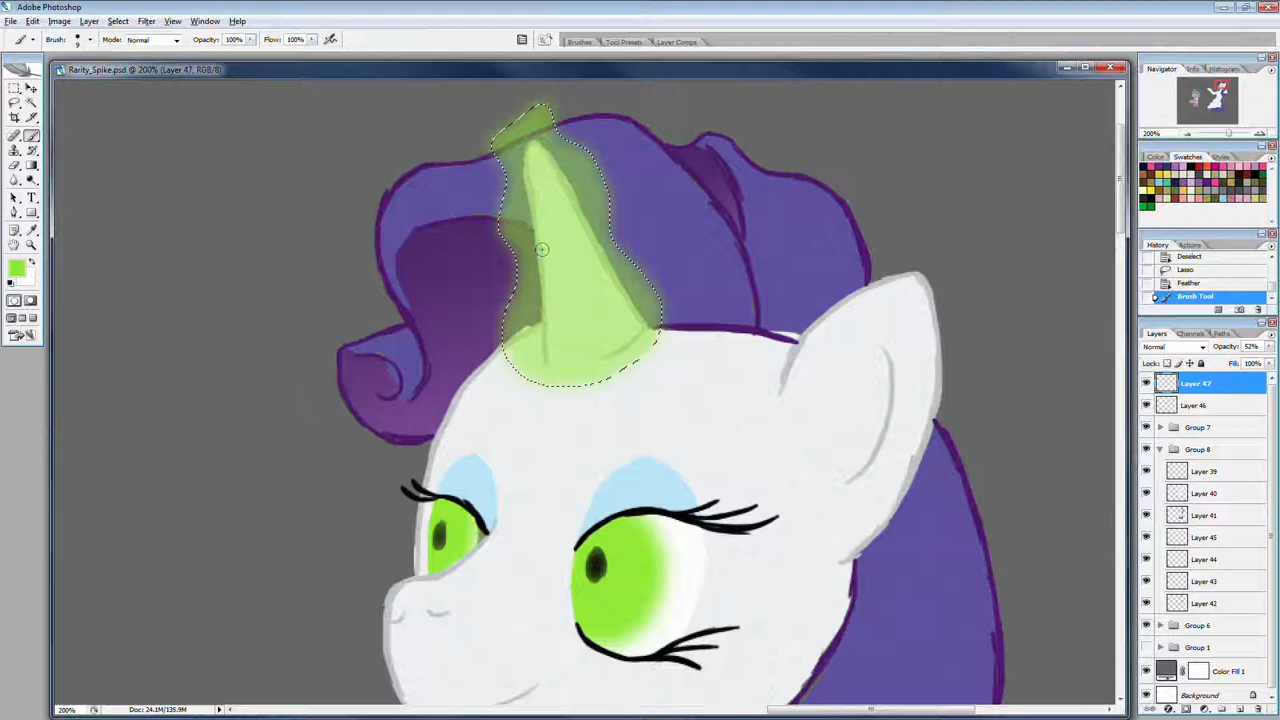 Adobe Photoshop
File Edit Image Layer Select Filter View Window Help
Brush: 9 Mode: Normal Opacity: 100% Flow: 100% Brushes Tool Presets Layer Comps
Rarity_Spike.psd @ 200% (Layer 47, RGB/8)
Navigator Info Histogram
200%
Color Swatches Styles
History Actions
Deselect
Lasso
Feather
Brush Tool
Layers Channels Paths
Normal Opacity: 52%
Lock: Fill: 100%
Layer 47
Layer 46
Group 7
Group 8
Layer 39
Layer 40
Layer 41
Layer 45
Layer 44
Layer 43
Layer 42
Group 6
Group 1
Color Fill 1
Background
200% Doc: 24.1M/135.9M